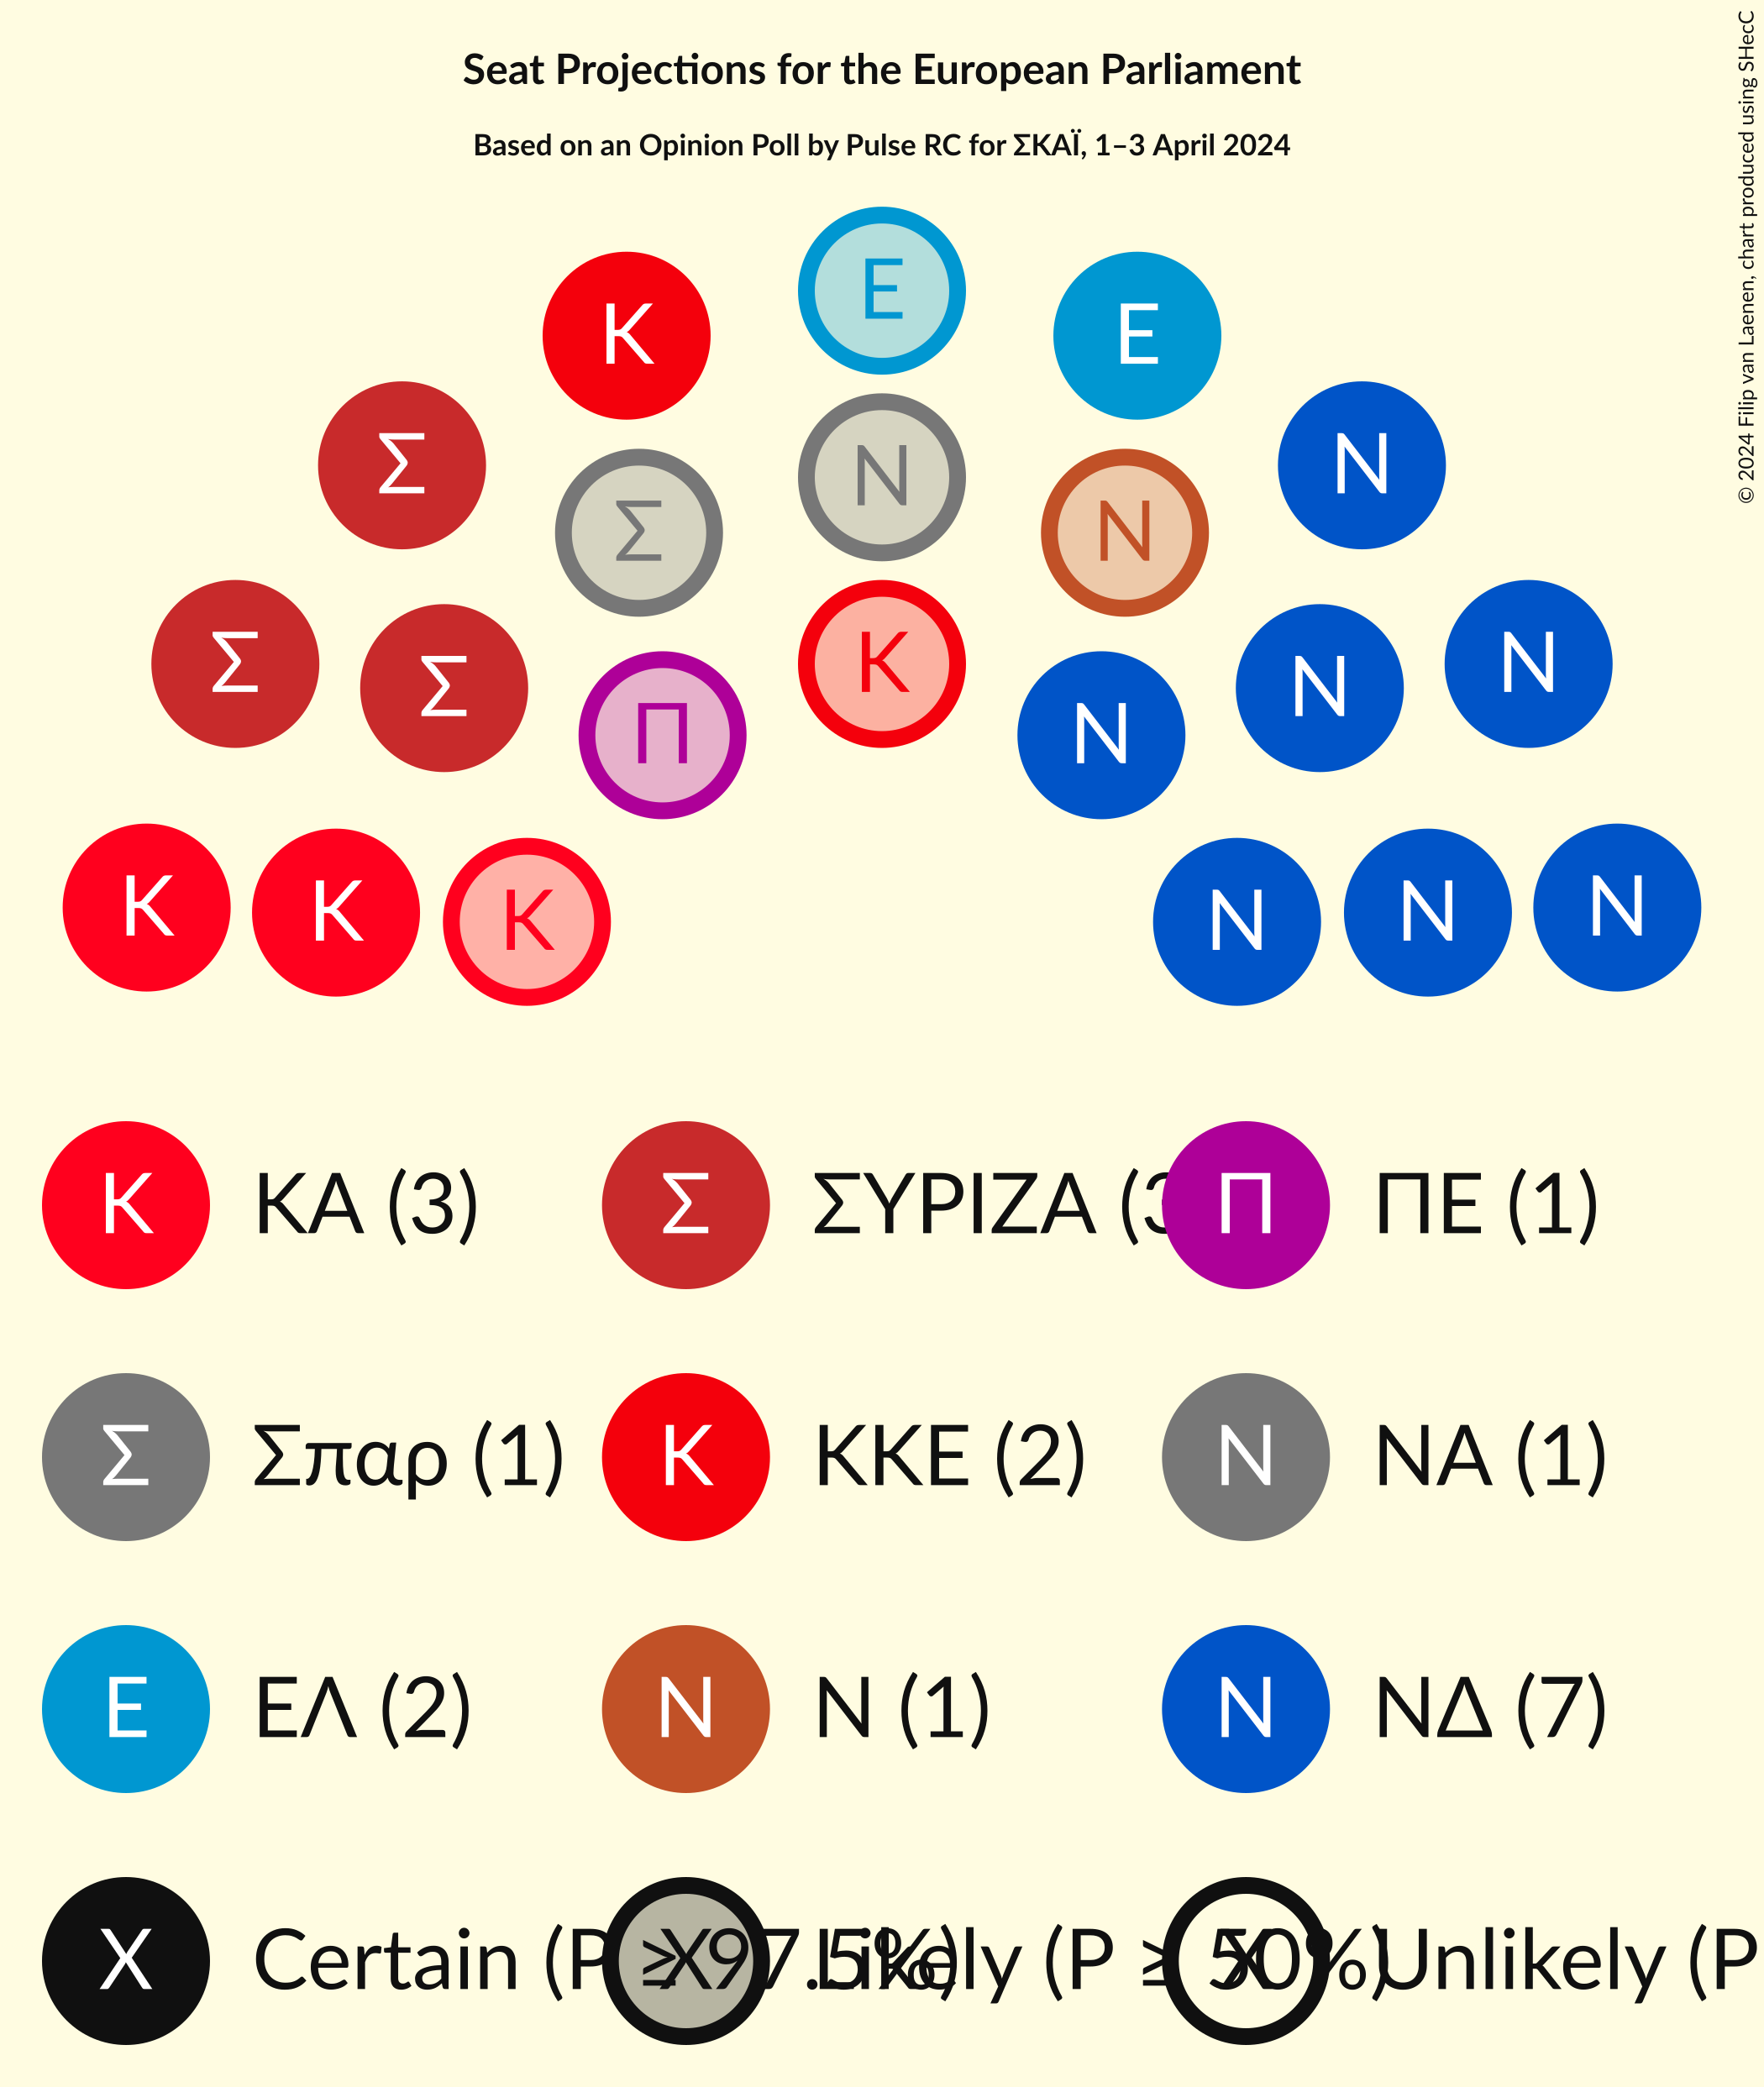 Seat Projections for the European Parliament
Based on an Opinion Poll by Pulse RC for ΣΚΑΪ, 1–3 April 2024
© 2024 Filip van Laenen, chart produced using SHecC
Ε
Κ Ε
Σ Ν Ν
Σ Ν
Σ Κ Ν
Σ Ν
Π Ν
Κ Κ Κ Ν Ν Ν
Κ ΚΑ (3) Σ ΣΥΡΙΖΑ (3 Π ΠΕ (1)
Σ Σπαρ (1) Κ ΚΚΕ (2) Ν ΝΑ (1)
Ε ΕΛ (2) Ν Ν (1) Ν ΝΔ (7)
X Certain (P ≥ 97.5%) X Likely (P ≥ 50%) X Unlikely (P